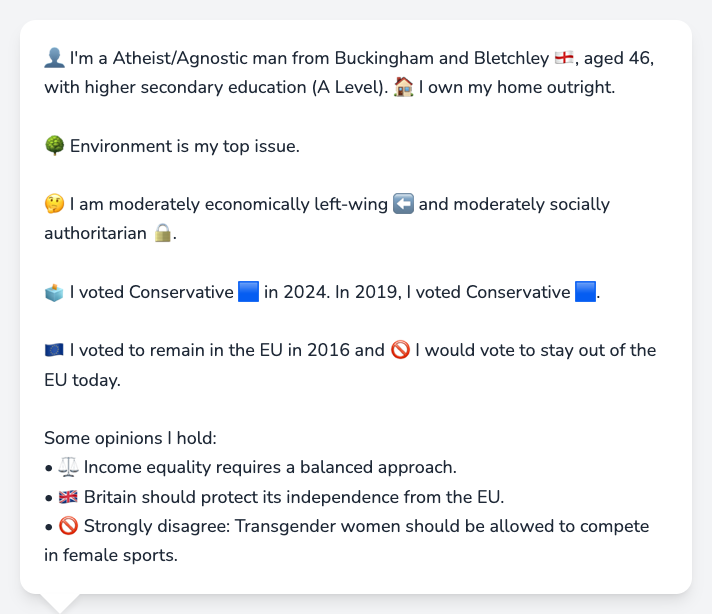 👤 I'm a Atheist/Agnostic man from Buckingham and Bletchley 🏴󠁧󠁢󠁥󠁮󠁧󠁿, aged 46,
with higher secondary education (A Level). 🏠 I own my home outright.
🌳 Environment is my top issue.
🤔 I am moderately economically left-wing ⬅️ and moderately socially
authoritarian 🔒.
🗳️ I voted Conservative 🟦 in 2024. In 2019, I voted Conservative 🟦.
🇪🇺 I voted to remain in the EU in 2016 and 🚫 I would vote to stay out of the
EU today.
Some opinions I hold:
• ⚖️ Income equality requires a balanced approach.
• 🇬🇧 Britain should protect its independence from the EU.
• 🚫 Strongly disagree: Transgender women should be allowed to compete
in female sports.